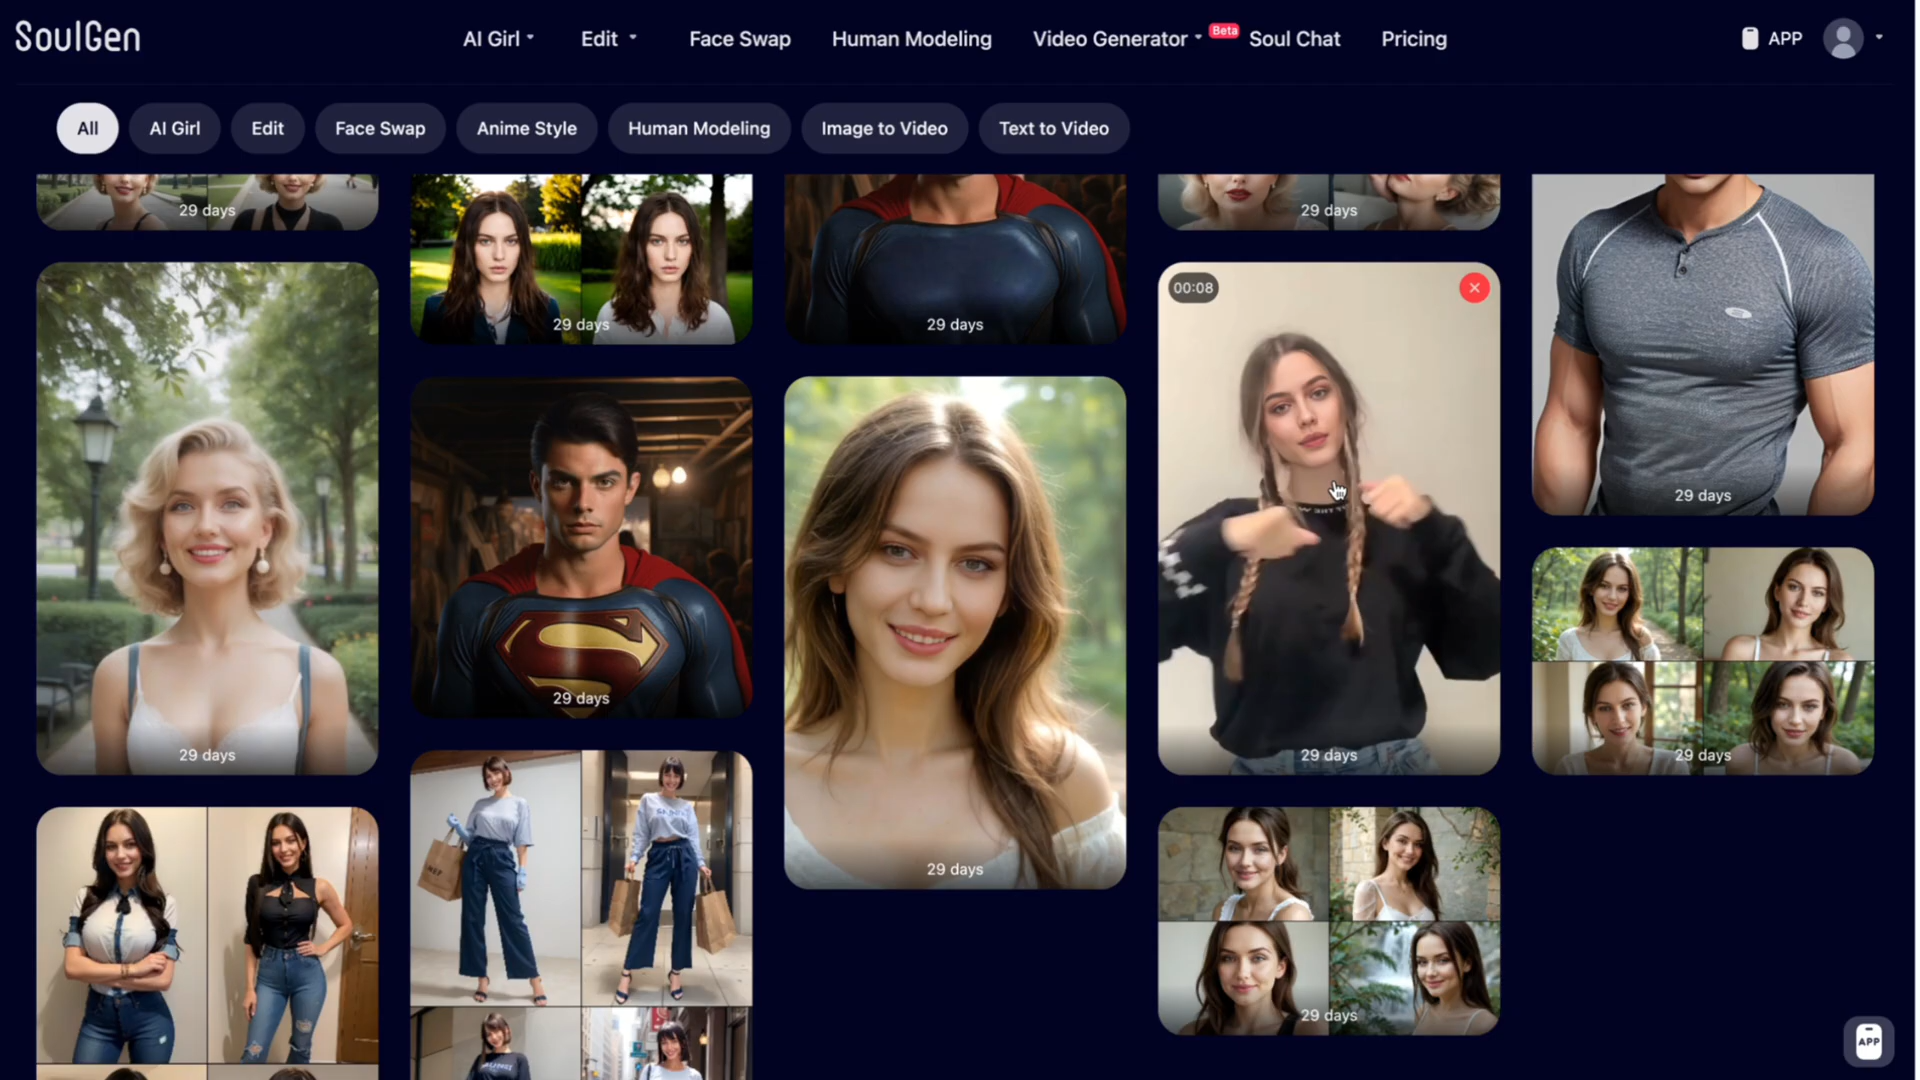 SoulGen
AI Girl
Edit
Face Swap
Human Modeling
Video Generator
Beta
Soul Chat
Pricing
APP
All
AI Girl
Edit
Face Swap
Anime Style
Human Modeling
Image to Video
Text to Video
29 days
29 days
29 days
29 days
00:08
29 days
29 days
29 days
29 days
29 days
29 days
29 days
29 days
APP